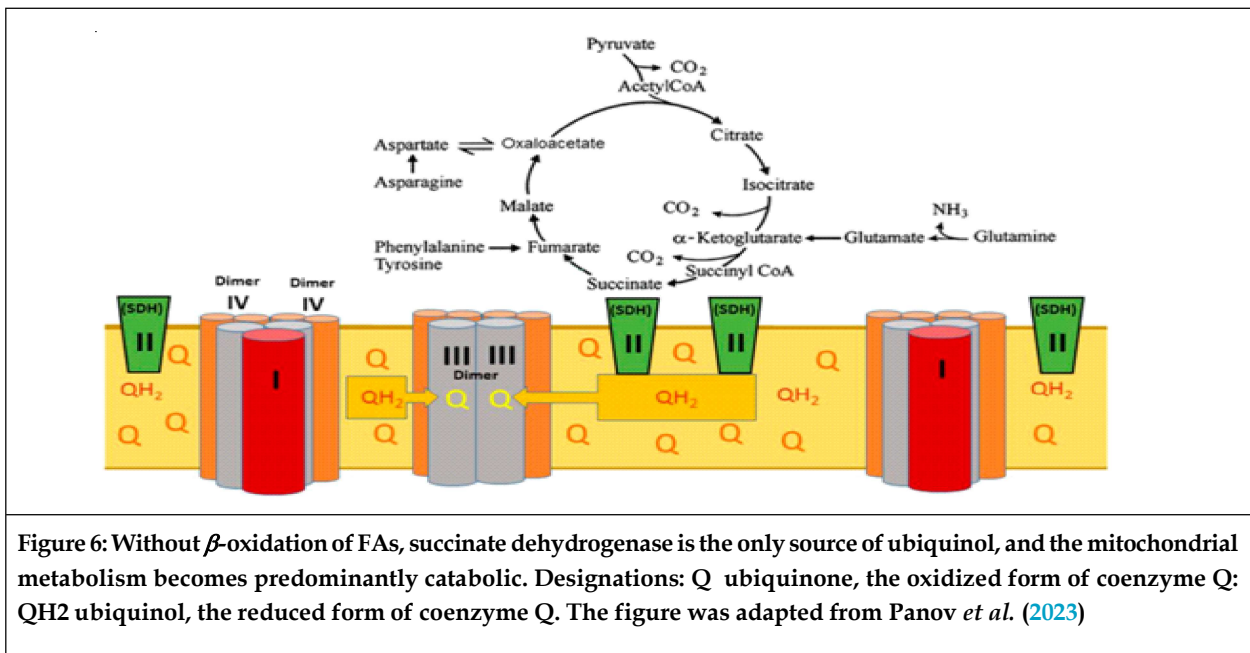 Pyruvate
CO₂
AcetylCoA
Citrate
Aspartate ⇌ Oxaloacetate
Asparagine
Isocitrate
CO₂
Malate
NH₃
α-Ketoglutarate
Glutamate
Glutamine
Phenylalanine
Tyrosine
Fumarate
CO₂
Succinyl CoA
Succinate
Dimer
IV
Dimer
IV
(SDH)
II
(SDH)
II
(SDH)
II
(SDH)
II
Q
QH₂
Q
Q
I
Q
QH₂
Q
III III
Dimer
Q Q
Q
Q
Q
Q
Q
Q
QH₂
Q
QH₂
Q
I
QH₂
Q
Figure 6: Without β-oxidation of FAs, succinate dehydrogenase is the only source of ubiquinol, and the mitochondrial
metabolism becomes predominantly catabolic. Designations: Q ubiquinone, the oxidized form of coenzyme Q:
QH2 ubiquinol, the reduced form of coenzyme Q. The figure was adapted from Panov et al. (2023)